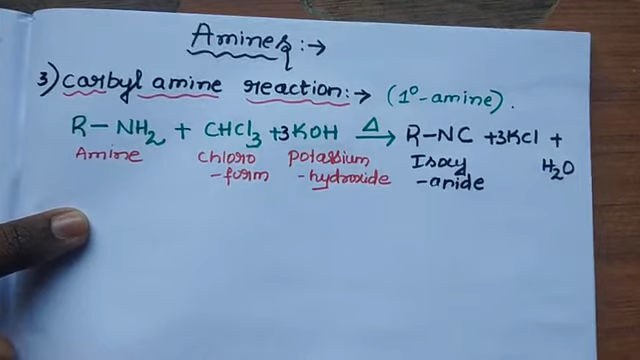 Amines :→
3) Carbyl amine reaction :→ (1°-amine).
R-NH2 + CHCl3 +3KOH Δ→ R-NC +3KCl +
Amine Chloro Potassium Isocy H2O
-form -hydroxide -anide